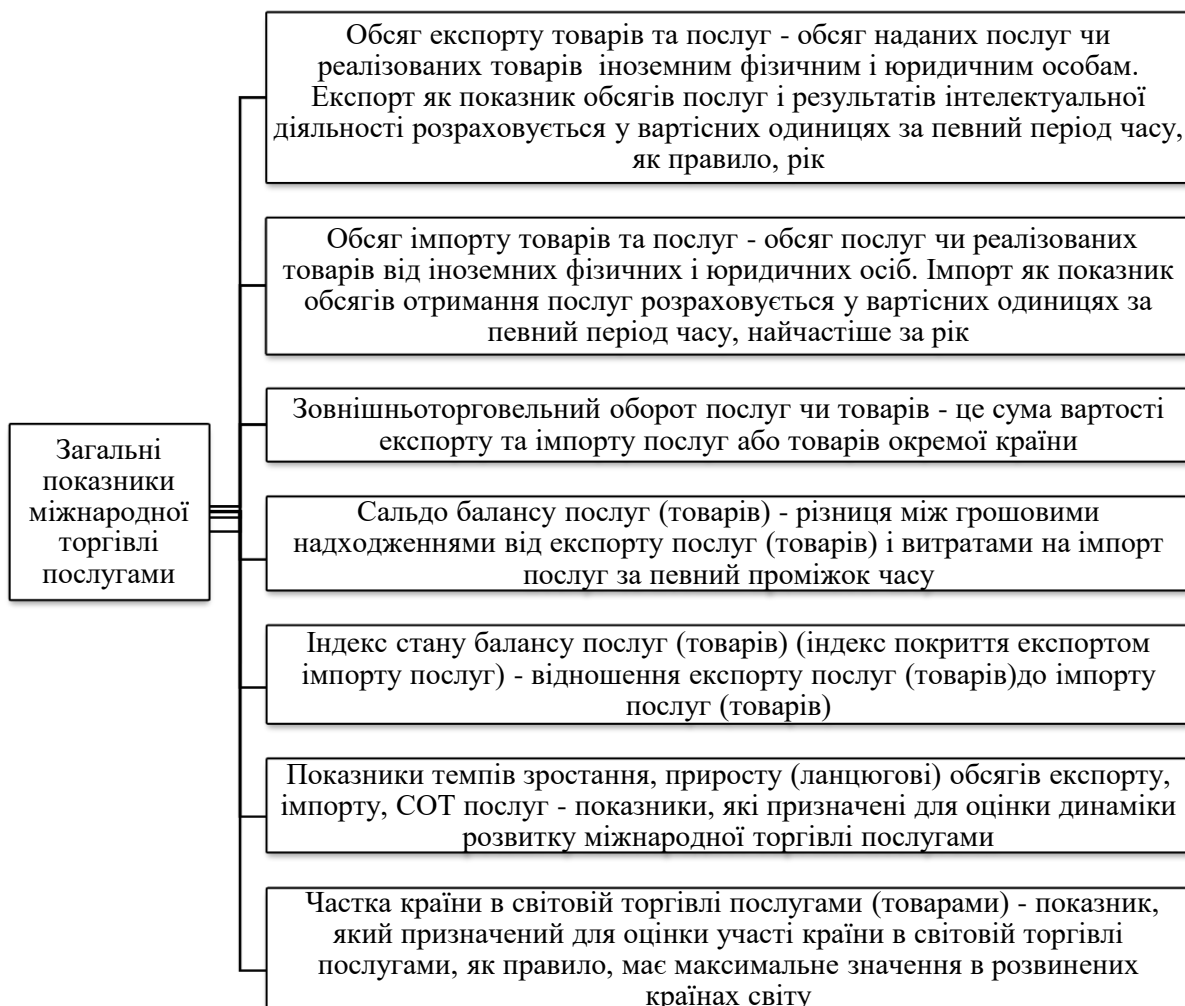 Обсяг експорту товарів та послуг - обсяг наданих послуг чи
реалізованих товарів  іноземним фізичним і юридичним особам.
Експорт як показник обсягів послуг і результатів інтелектуальної
діяльності розраховується у вартісних одиницях за певний період часу,
як правило, рік
Обсяг імпорту товарів та послуг - обсяг послуг чи реалізованих
товарів від іноземних фізичних і юридичних осіб. Імпорт як показник
обсягів отримання послуг розраховується у вартісних одиницях за
певний період часу, найчастіше за рік
Зовнішньоторговельний оборот послуг чи товарів - це сума вартості
експорту та імпорту послуг або товарів окремої країни
Загальні
показники
міжнародної
торгівлі
послугами
Сальдо балансу послуг (товарів) - різниця між грошовими
надходженнями від експорту послуг (товарів) і витратами на імпорт
послуг за певний проміжок часу
Індекс стану балансу послуг (товарів) (індекс покриття експортом
імпорту послуг) - відношення експорту послуг (товарів)до імпорту
послуг (товарів)
Показники темпів зростання, приросту (ланцюгові) обсягів експорту,
імпорту, СОТ послуг - показники, які призначені для оцінки динаміки
розвитку міжнародної торгівлі послугами
Частка країни в світовій торгівлі послугами (товарами) - показник,
який призначений для оцінки участі країни в світовій торгівлі
послугами, як правило, має максимальне значення в розвинених
країнах світу